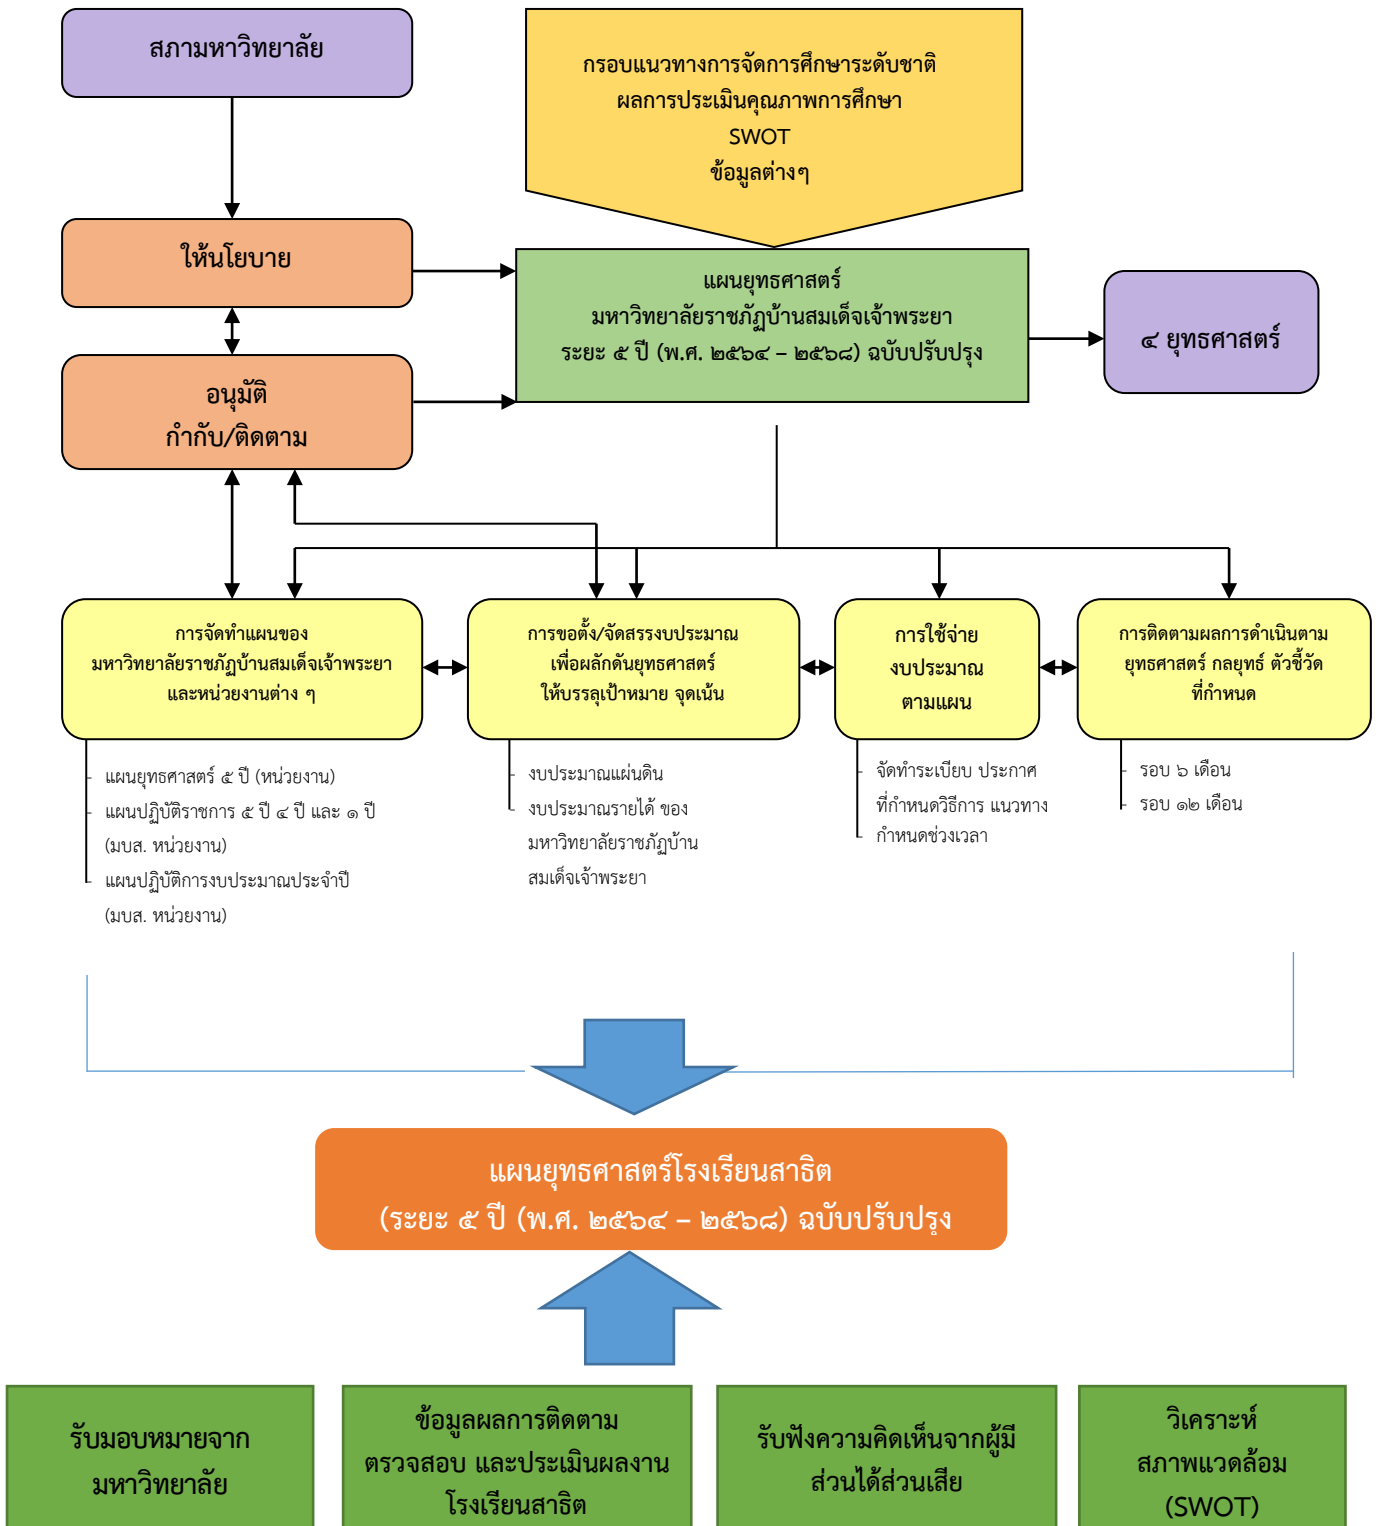 สภามหาวิทยาลัย
กรอบแนวทางการจัดการศึกษาระดับชาติ
ผลการประเมินคุณภาพการศึกษา
SWOT
ข้อมูลต่างๆ
ให้นโยบาย
แผนยุทธศาสตร์
มหาวิทยาลัยราชภัฏบ้านสมเด็จเจ้าพระยา
ระยะ ๕ ปี (พ.ศ. ๒๕๖๔ – ๒๕๖๘) ฉบับปรับปรุง
๔ ยุทธศาสตร์
อนุมัติ
กำกับ/ติดตาม
การจัดทำแผนของ
มหาวิทยาลัยราชภัฏบ้านสมเด็จเจ้าพระยา
และหน่วยงานต่าง ๆ
การขอตั้ง/จัดสรรงบประมาณ
เพื่อผลักดันยุทธศาสตร์
ให้บรรลุเป้าหมาย จุดเน้น
การใช้จ่าย
งบประมาณ
ตามแผน
การติดตามผลการดำเนินตาม
ยุทธศาสตร์ กลยุทธ์ ตัวชี้วัด
ที่กำหนด
- แผนยุทธศาสตร์ ๕ ปี (หน่วยงาน)
- แผนปฏิบัติราชการ ๕ ปี ๔ ปี และ ๑ ปี
(มบส. หน่วยงาน)
- แผนปฏิบัติการงบประมาณประจำปี
(มบส. หน่วยงาน)
- งบประมาณแผ่นดิน
- งบประมาณรายได้ ของ
มหาวิทยาลัยราชภัฏบ้าน
สมเด็จเจ้าพระยา
- จัดทำระเบียบ ประกาศ
ที่กำหนดวิธีการ แนวทาง
- กำหนดช่วงเวลา
- รอบ ๖ เดือน
- รอบ ๑๒ เดือน
แผนยุทธศาสตร์โรงเรียนสาธิต
(ระยะ ๕ ปี (พ.ศ. ๒๕๖๔ – ๒๕๖๘) ฉบับปรับปรุง
รับมอบหมายจาก
มหาวิทยาลัย
ข้อมูลผลการติดตาม
ตรวจสอบ และประเมินผลงาน
โรงเรียนสาธิต
รับฟังความคิดเห็นจากผู้มี
ส่วนได้ส่วนเสีย
วิเคราะห์
สภาพแวดล้อม
(SWOT)